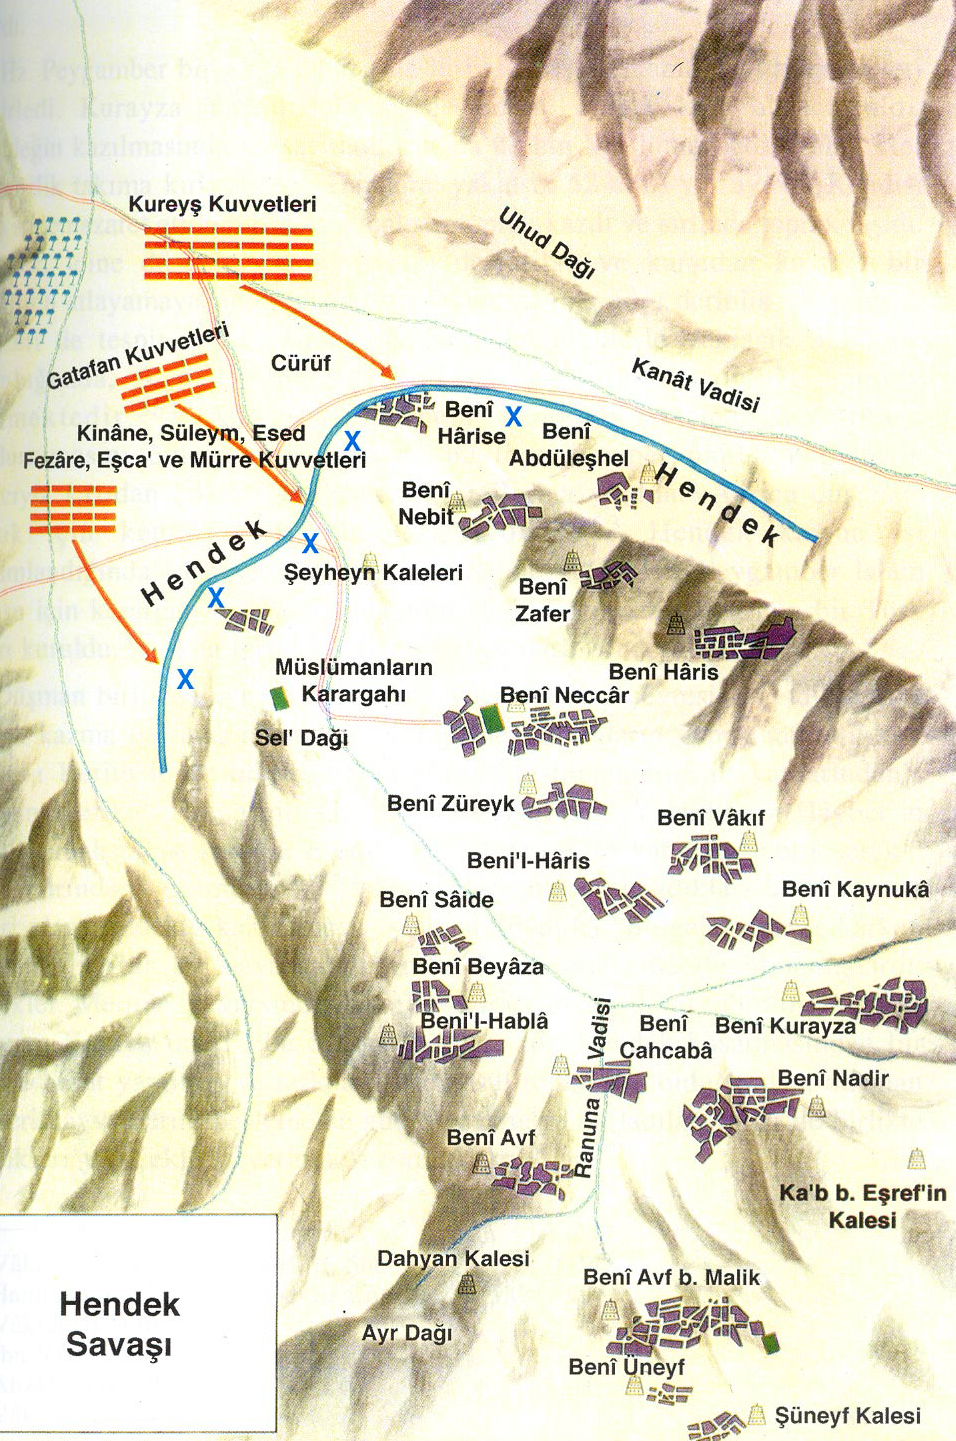 Kureyş Kuvvetleri
Uhud Dağı
Gatafan Kuvvetleri
Cürüf
Kanât Vadisi
Kinâne, Süleym, Esed
Fezâre, Eşca' ve Mürre Kuvvetleri
Benî
Hârise
X
X
Benî
Abdüleşhel
Hendek
Benî
Nebit
Hendek
X
Şeyheyn Kaleleri
X
Benî
Zafer
X
Müslümanların
Karargahı
Benî Hâris
Benî Neccâr
Sel' Dağı
Benî Züreyk
Benî Vâkıf
Beni'l-Hâris
Benî Kaynukâ
Benî Sâide
Benî Beyâza
Beni'l-Hablâ
Ranuna Vadisi
Benî
Cahcabâ
Benî Kurayza
Benî Nadir
Benî Avf
Ka'b b. Eşref'in
Kalesi
Dahyan Kalesi
Benî Avf b. Malik
Ayr Dağı
Benî Üneyf
Şüneyf Kalesi
Hendek
Savaşı